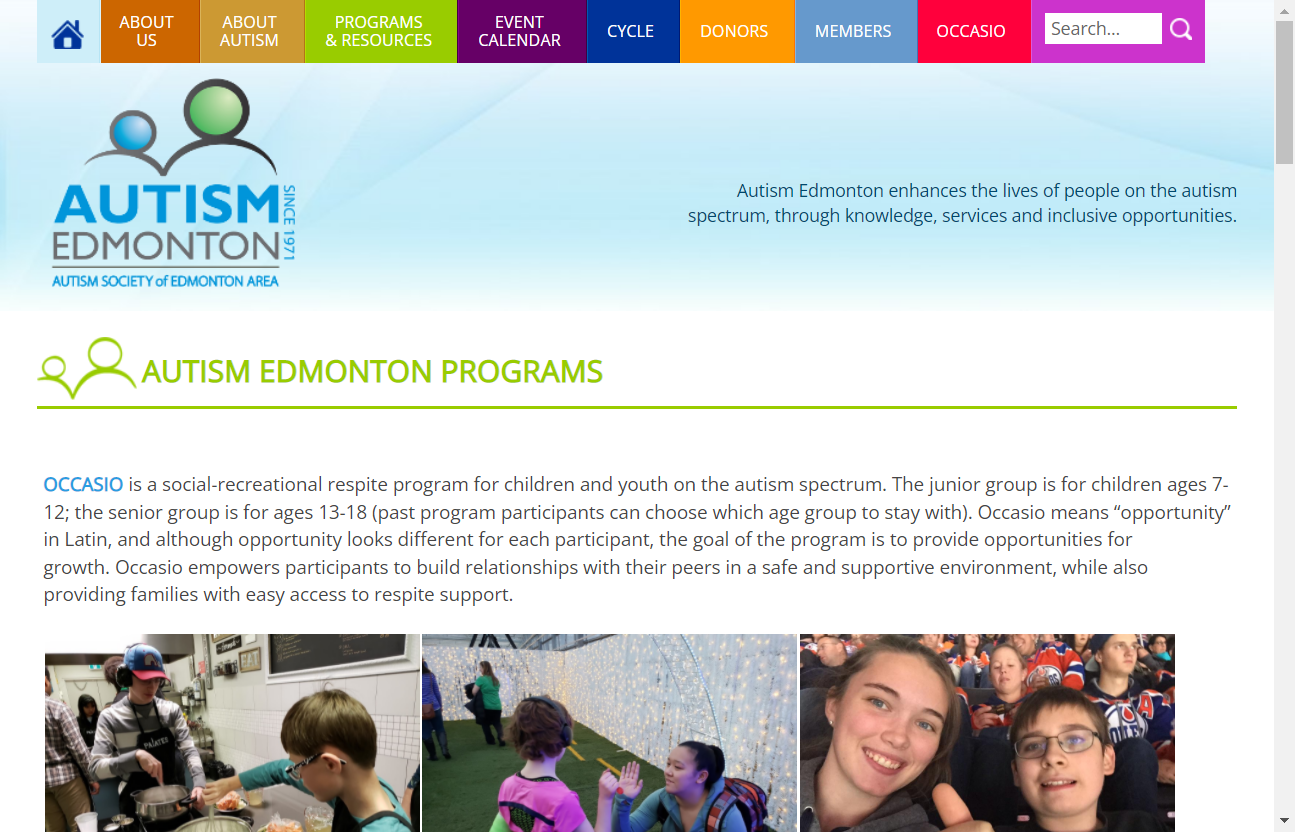 ABOUT
US
ABOUT
AUTISM
PROGRAMS
& RESOURCES
EVENT
CALENDAR
CYCLE
DONORS
MEMBERS
OCCASIO
Search...
AUTISM
EDMONTON
SINCE 1971
AUTISM SOCIETY of EDMONTON AREA
Autism Edmonton enhances the lives of people on the autism
spectrum, through knowledge, services and inclusive opportunities.
AUTISM EDMONTON PROGRAMS
OCCASIO is a social-recreational respite program for children and youth on the autism spectrum. The junior group is for children ages 7-
12; the senior group is for ages 13-18 (past program participants can choose which age group to stay with). Occasio means “opportunity”
in Latin, and although opportunity looks different for each participant, the goal of the program is to provide opportunities for
growth. Occasio empowers participants to build relationships with their peers in a safe and supportive environment, while also
providing families with easy access to respite support.